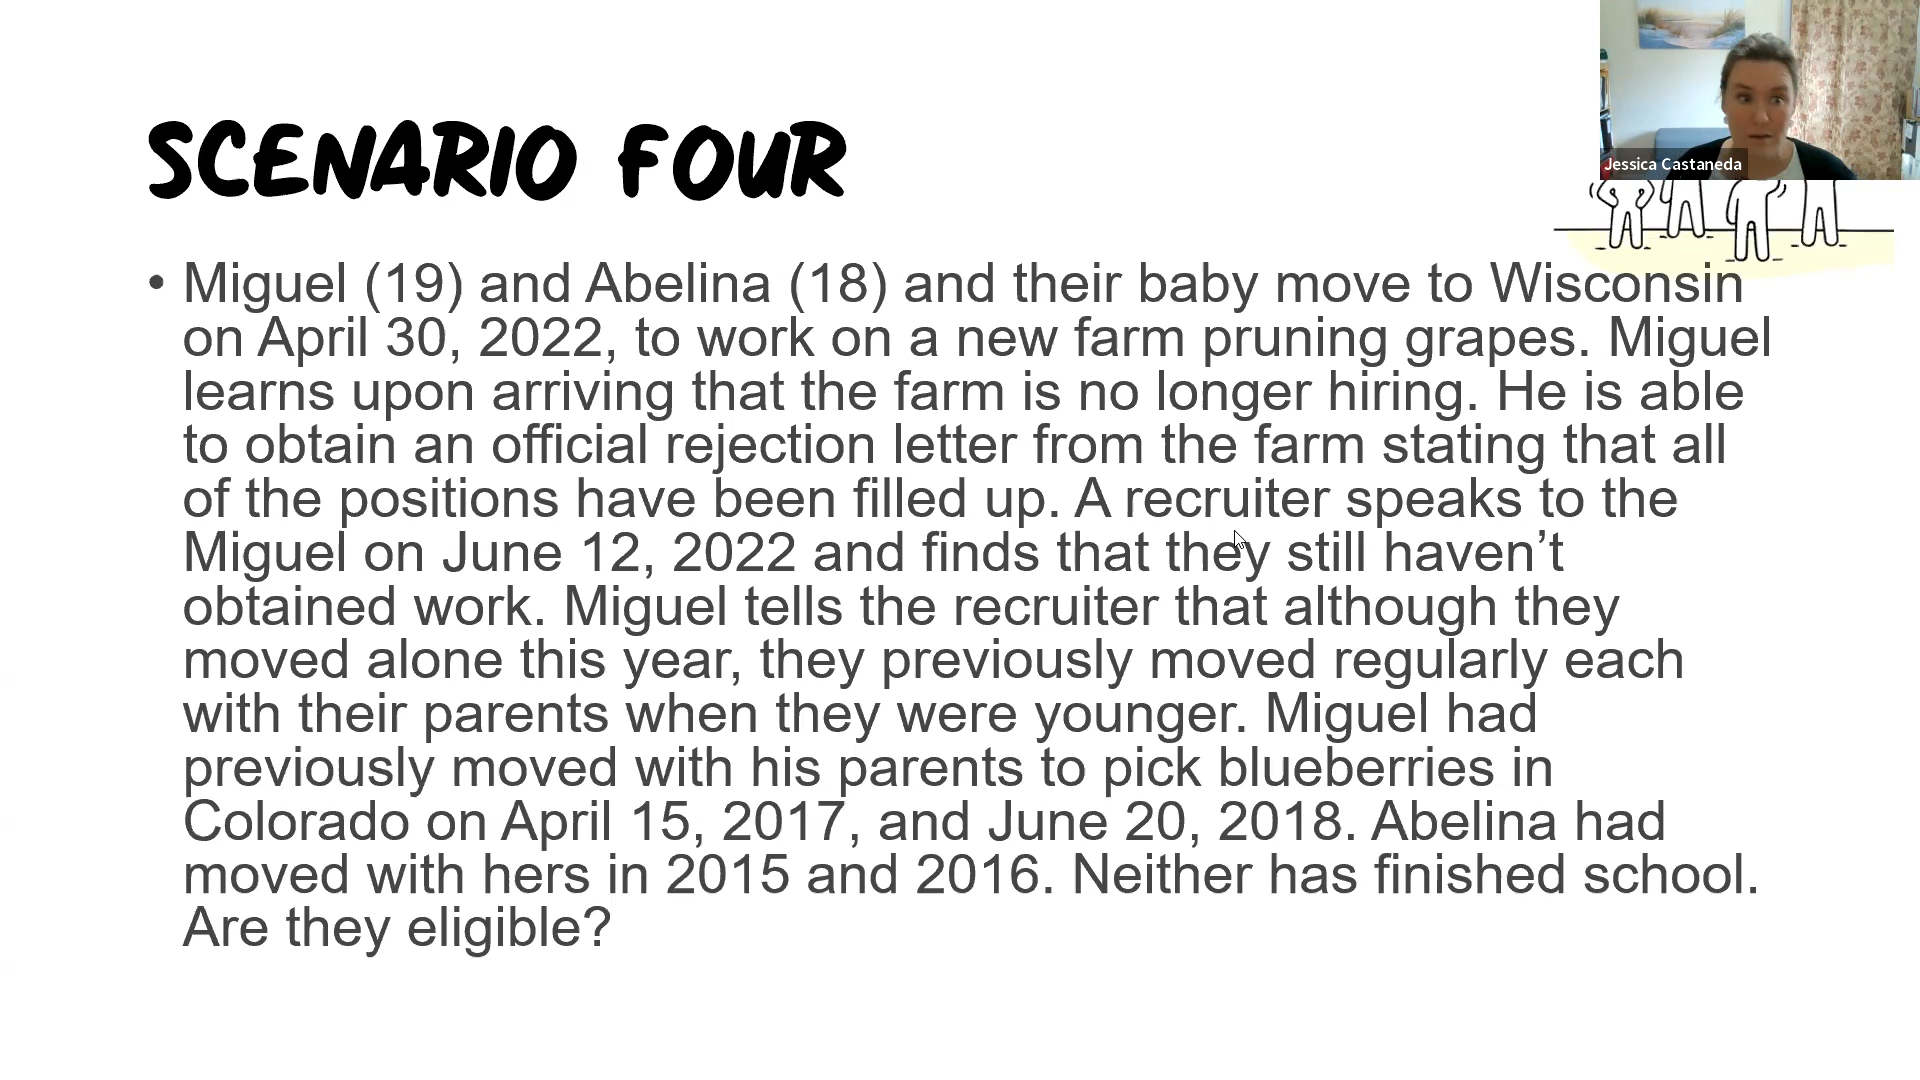 Jessica Castaneda
SCENARIO FOUR
• Miguel (19) and Abelina (18) and their baby move to Wisconsin
on April 30, 2022, to work on a new farm pruning grapes. Miguel
learns upon arriving that the farm is no longer hiring. He is able
to obtain an official rejection letter from the farm stating that all
of the positions have been filled up. A recruiter speaks to the
Miguel on June 12, 2022 and finds that they still haven’t
obtained work. Miguel tells the recruiter that although they
moved alone this year, they previously moved regularly each
with their parents when they were younger. Miguel had
previously moved with his parents to pick blueberries in
Colorado on April 15, 2017, and June 20, 2018. Abelina had
moved with hers in 2015 and 2016. Neither has finished school.
Are they eligible?